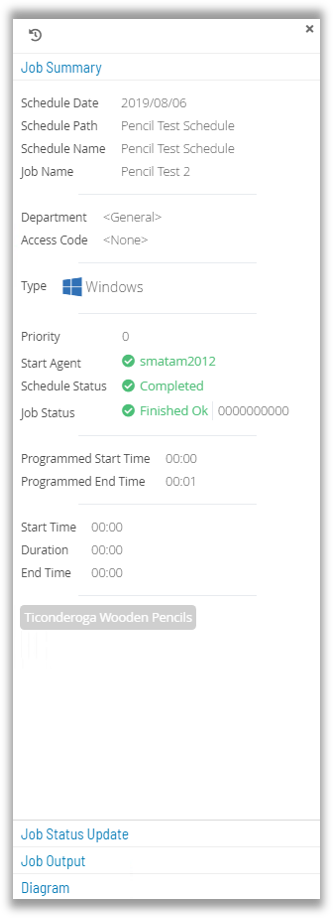 Job Summary
Schedule Date 2019/08/06
Schedule Path Pencil Test Schedule
Schedule Name Pencil Test Schedule
Job Name Pencil Test 2
Department <General>
Access Code <None>
Type Windows
Priority 0
Start Agent smatam2012
Schedule Status Completed
Job Status Finished Ok 0000000000
Programmed Start Time 00:00
Programmed End Time 00:01
Start Time 00:00
Duration 00:00
End Time 00:00
Ticonderoga Wooden Pencils
Job Status Update
Job Output
Diagram